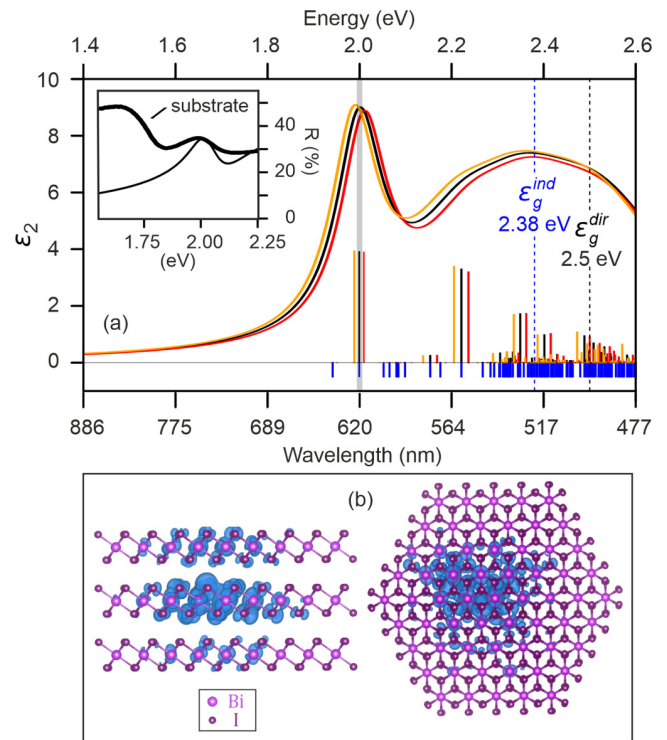 Energy (eV)
1.4 1.6 1.8 2.0 2.2 2.4 2.6
10
8
6
4
2
0
ε₂
substrate
R (%)
40
20
0
1.75 2.00 2.25
(eV)
ε_g^ind
2.38 eV
ε_g^dir
2.5 eV
(a)
886 775 689 620 564 517 477
Wavelength (nm)
(b)
Bi
I